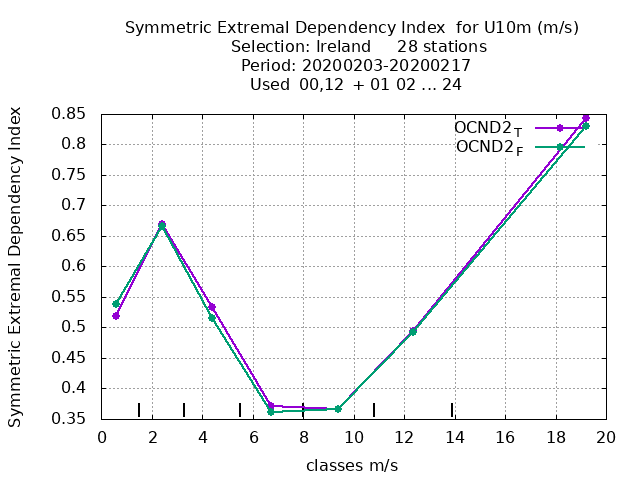 Symmetric Extremal Dependency Index  for U10m (m/s)
Selection: Ireland     28 stations
Period: 20200203-20200217
Used  00,12  + 01 02 ... 24
Symmetric Extremal Dependency Index
0.85
0.8
0.75
0.7
0.65
0.6
0.55
0.5
0.45
0.4
0.35
OCND2T
OCND2F
0 2 4 6 8 10 12 14 16 18 20
classes m/s